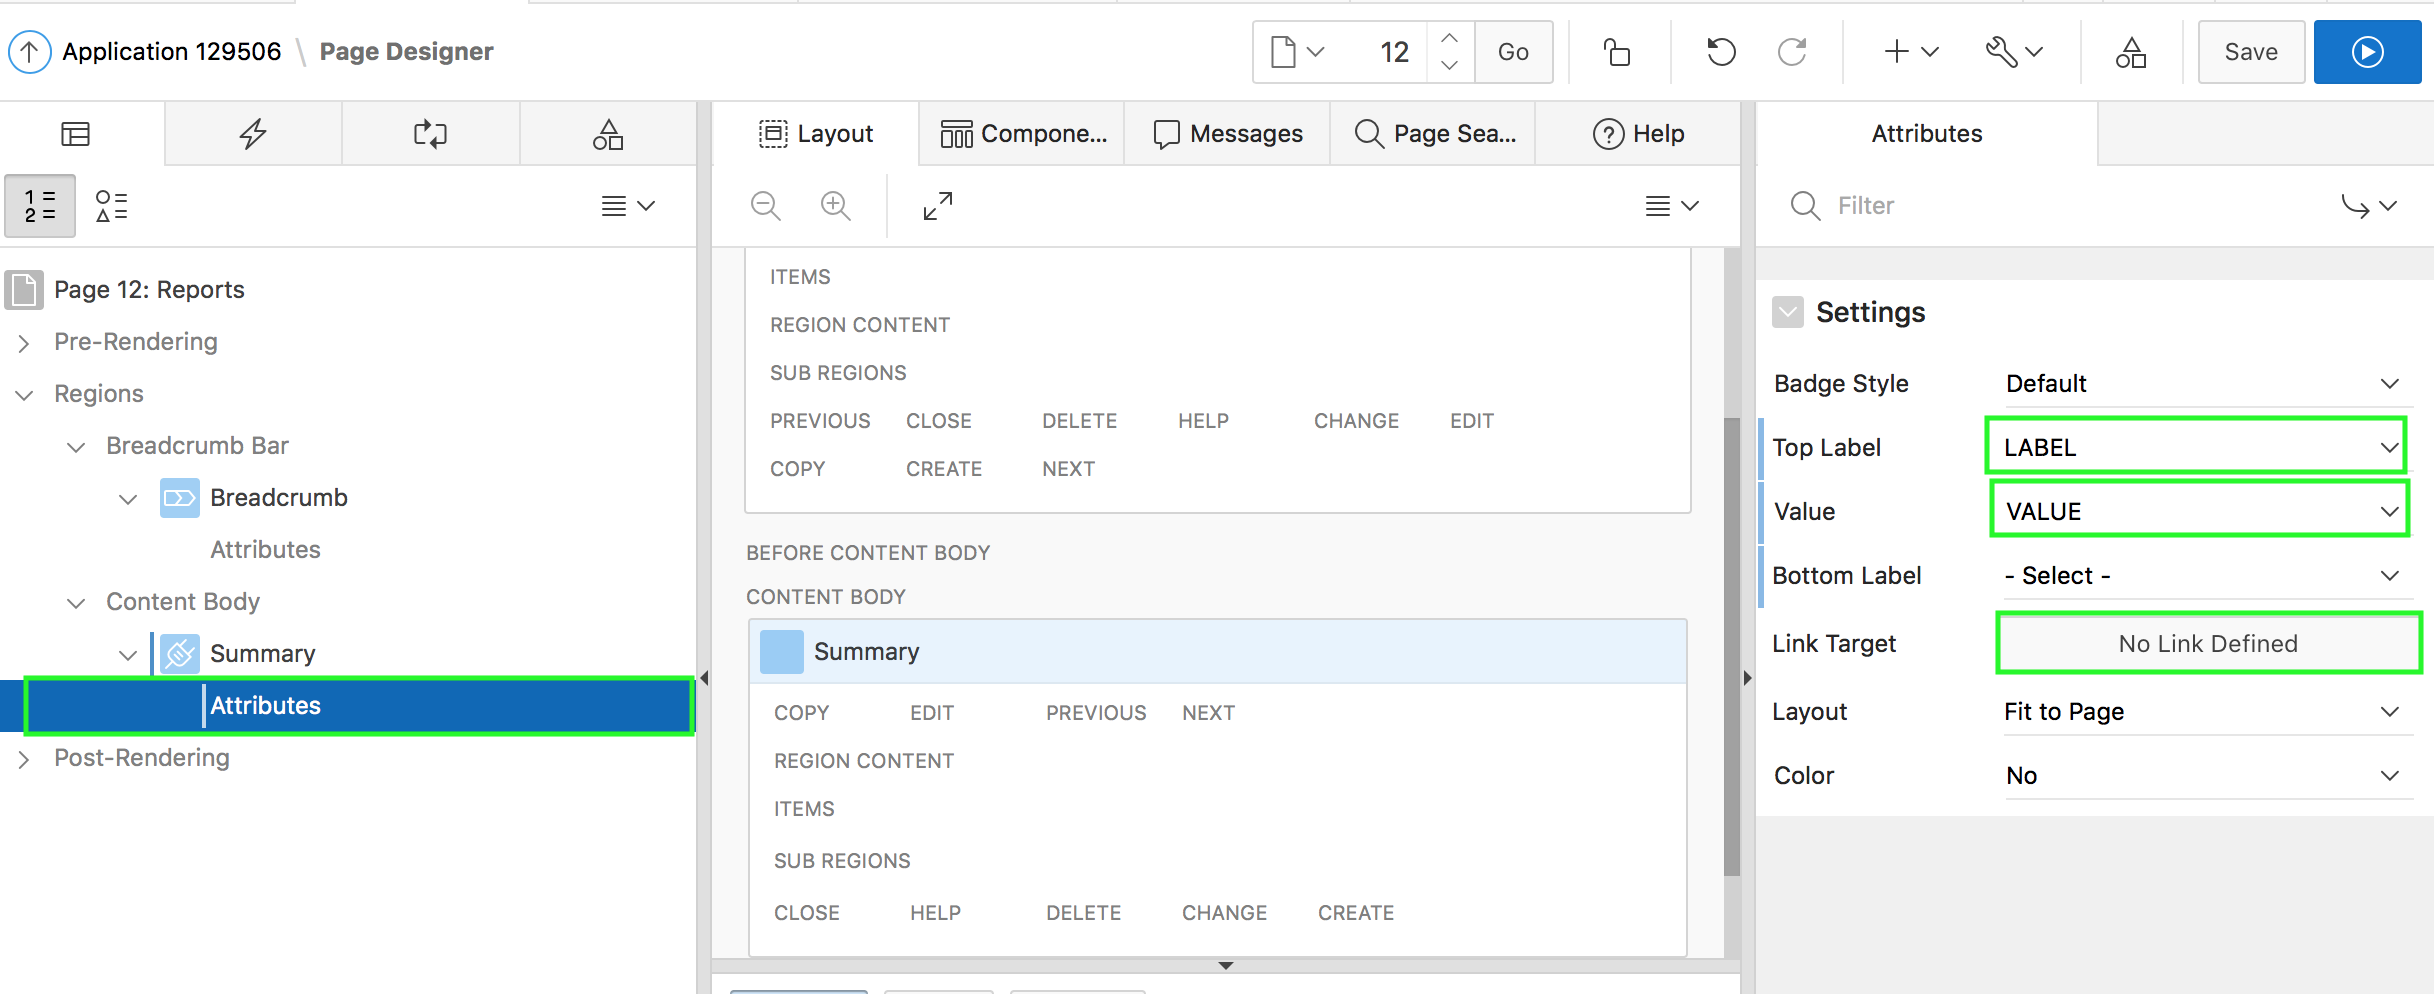 Application 129506 \ Page Designer
12 Go
Save
Layout
Compone...
Messages
Page Sea...
Help
Attributes
1
2
Filter
Page 12: Reports
Pre-Rendering
Regions
Breadcrumb Bar
Breadcrumb
Attributes
Content Body
Summary
Attributes
Post-Rendering
ITEMS
REGION CONTENT
SUB REGIONS
PREVIOUS CLOSE DELETE HELP CHANGE EDIT
COPY CREATE NEXT
BEFORE CONTENT BODY
CONTENT BODY
Summary
COPY EDIT PREVIOUS NEXT
REGION CONTENT
ITEMS
SUB REGIONS
CLOSE HELP DELETE CHANGE CREATE
Settings
Badge Style Default
Top Label LABEL
Value VALUE
Bottom Label - Select -
Link Target No Link Defined
Layout Fit to Page
Color No